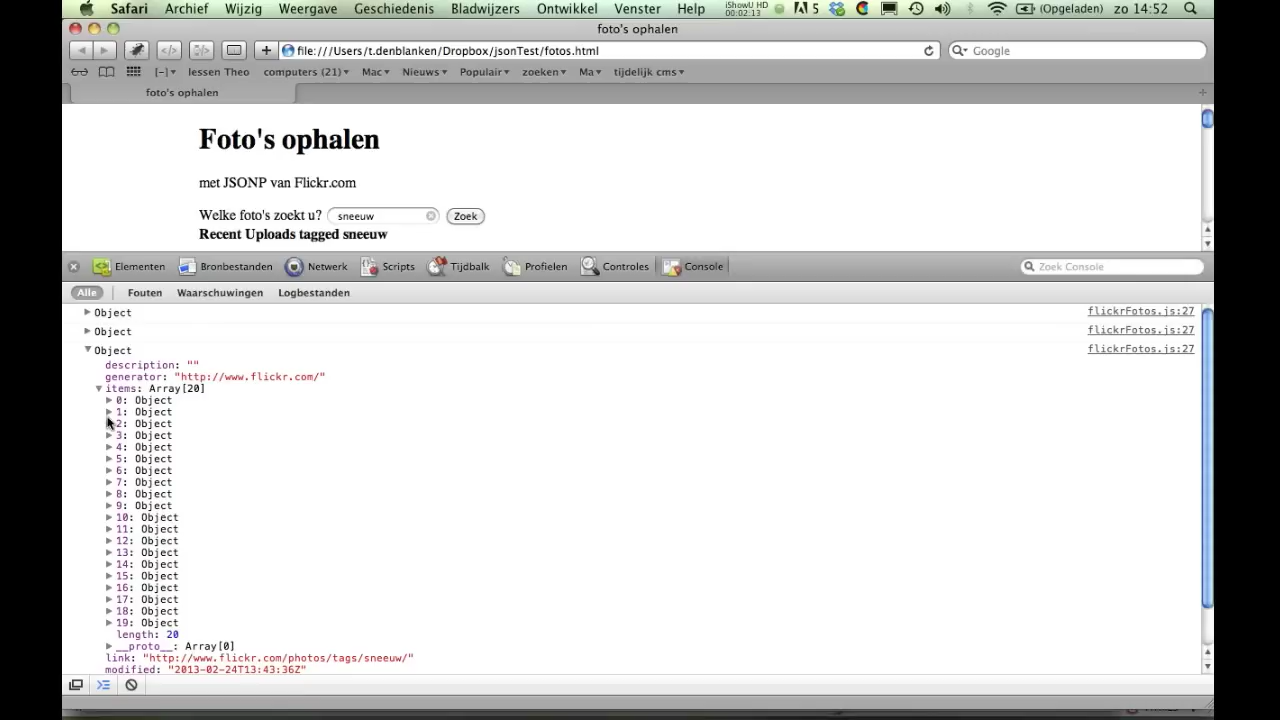 Safari Archief Wijzig Weergave Geschiedenis Bladwijzers Ontwikkel Venster Help iShowU HD 00:02:13 5 (Opgeladen) zo 14:52
foto's ophalen
file:///Users/t.denblanken/Dropbox/jsonTest/fotos.html Google
[-] lessen Theo computers (21) Mac Nieuws Populair zoeken Ma tijdelijk cms
foto's ophalen
Foto's ophalen
met JSONP van Flickr.com
Welke foto's zoekt u? sneeuw Zoek
Recent Uploads tagged sneeuw
Elementen Bronbestanden Netwerk Scripts Tijdbalk Profielen Controles Console Zoek Console
Alle Fouten Waarschuwingen Logbestanden
Object flickrFotos.js:27
Object flickrFotos.js:27
Object flickrFotos.js:27
description: ""
generator: "http://www.flickr.com/"
items: Array[20]
0: Object
1: Object
2: Object
3: Object
4: Object
5: Object
6: Object
7: Object
8: Object
9: Object
10: Object
11: Object
12: Object
13: Object
14: Object
15: Object
16: Object
17: Object
18: Object
19: Object
length: 20
__proto__: Array[0]
link: "http://www.flickr.com/photos/tags/sneeuw/"
modified: "2013-02-24T13:43:36Z"